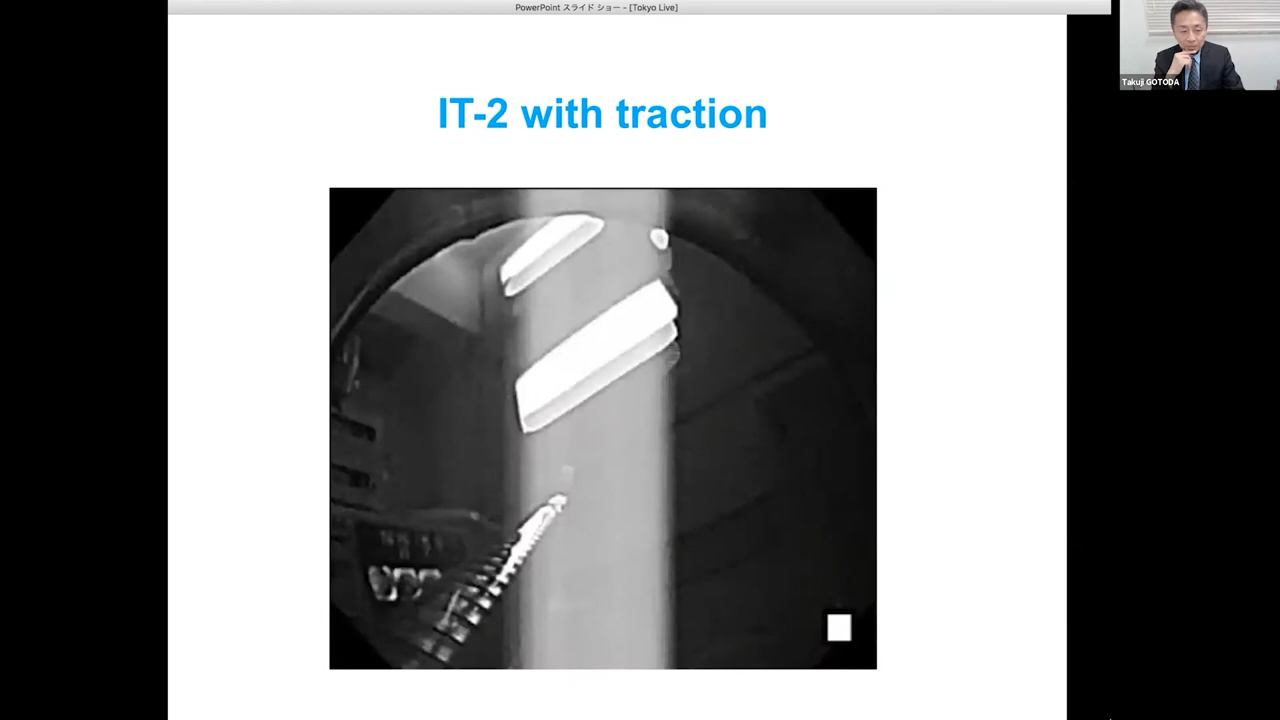 PowerPoint スライド ショー - [Tokyo Live]
Takuji GOTODA
IT-2 with traction